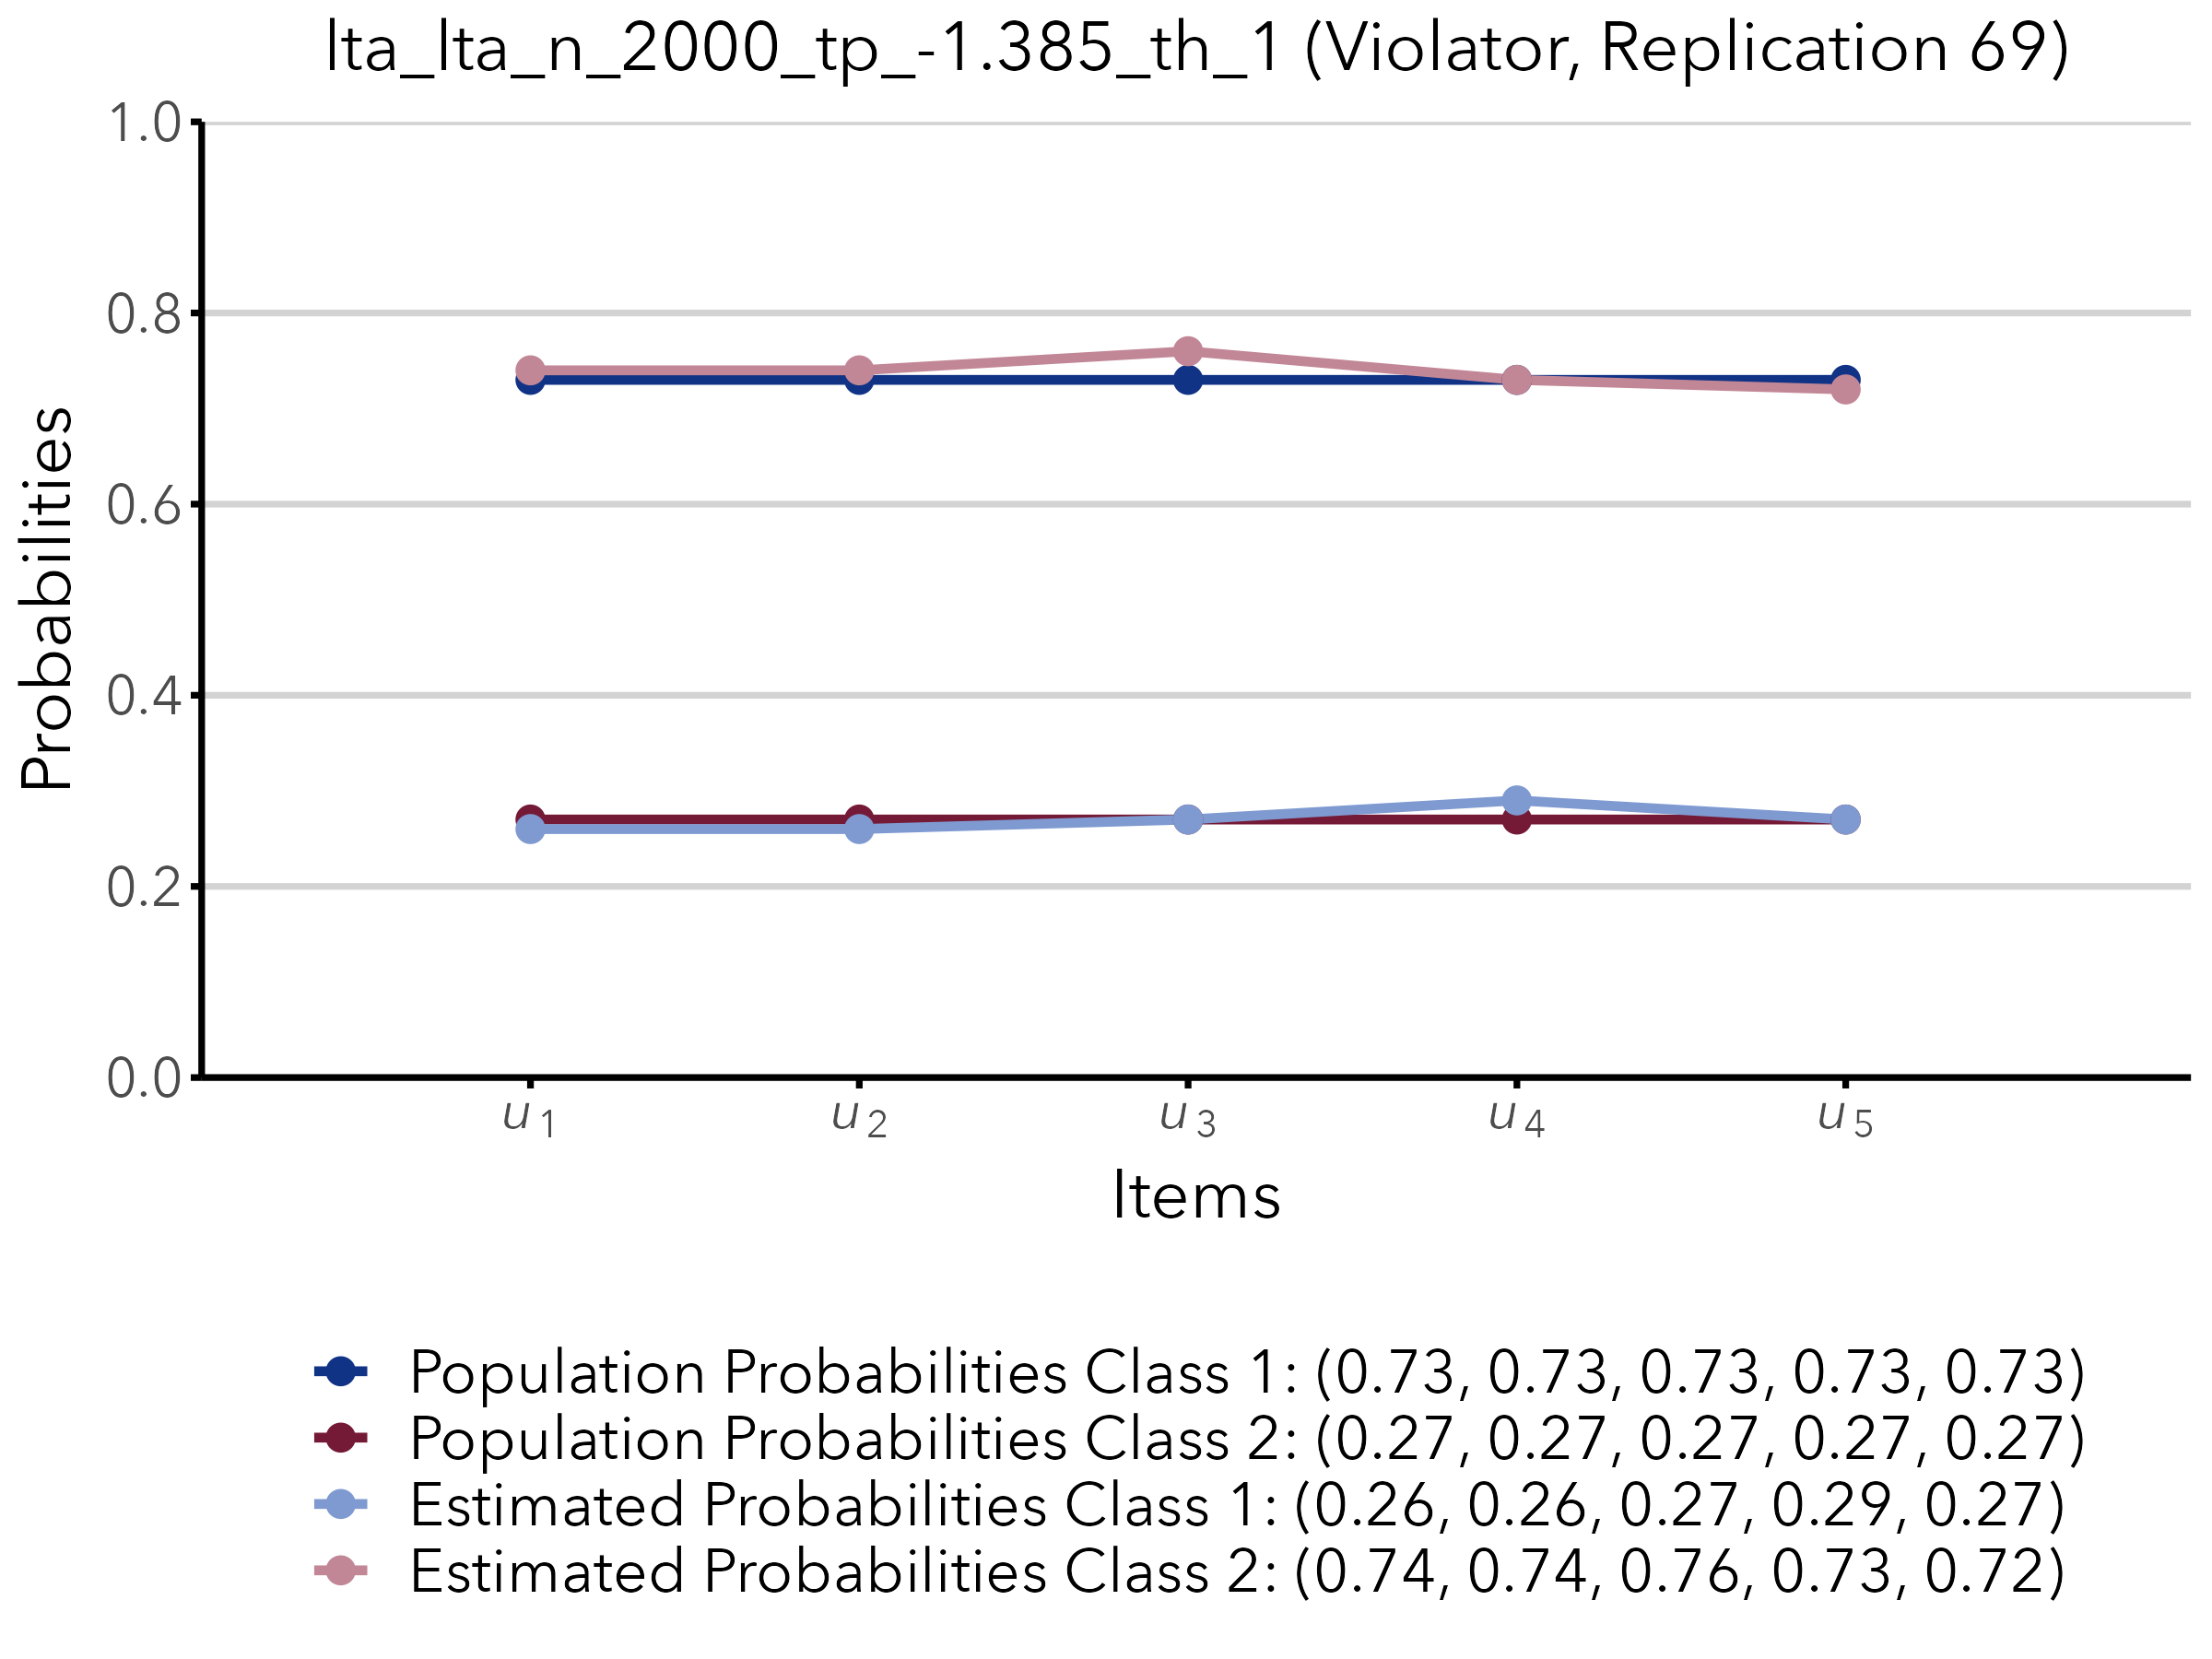 lta_lta_n_2000_tp_-1.385_th_1 (Violator, Replication 69)
1.0
0.8
0.6
0.4
0.2
0.0
Probabilities
u1 u2 u3 u4 u5
Items
Population Probabilities Class 1: (0.73, 0.73, 0.73, 0.73, 0.73)
Population Probabilities Class 2: (0.27, 0.27, 0.27, 0.27, 0.27)
Estimated Probabilities Class 1: (0.26, 0.26, 0.27, 0.29, 0.27)
Estimated Probabilities Class 2: (0.74, 0.74, 0.76, 0.73, 0.72)